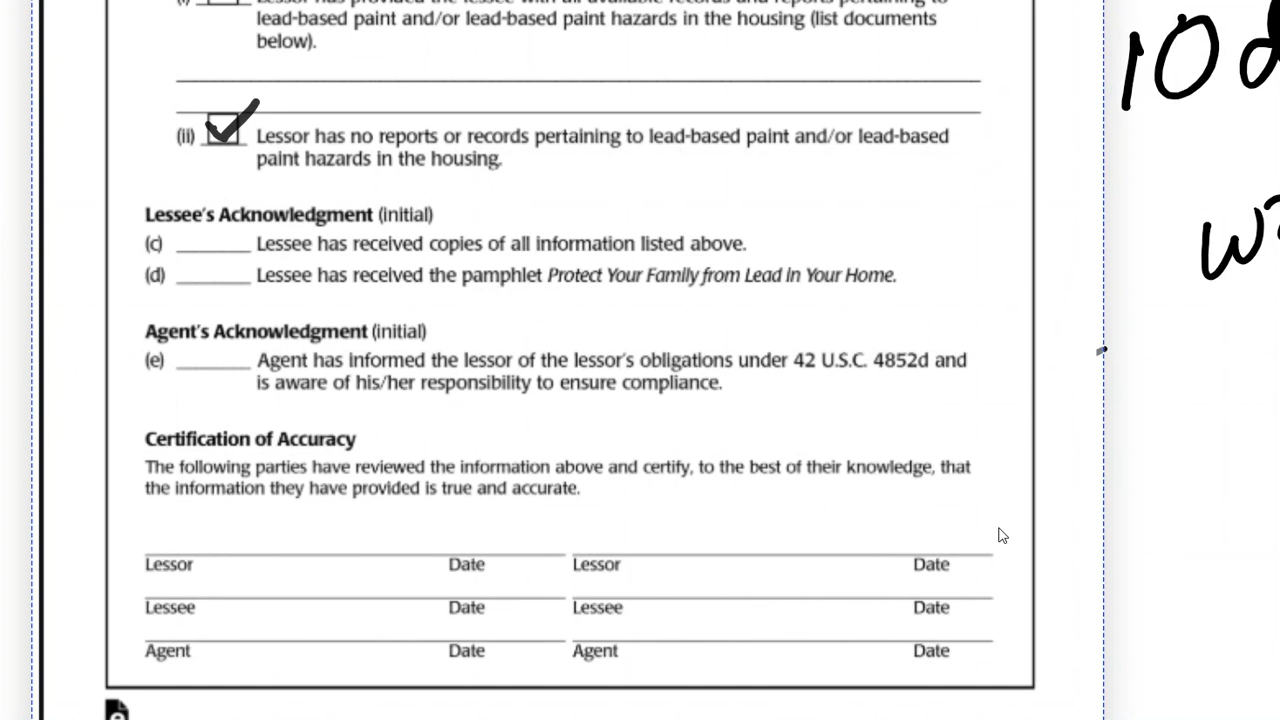 lead-based paint and/or lead-based paint hazards in the housing (list documents
below).
(ii) Lessor has no reports or records pertaining to lead-based paint and/or lead-based
paint hazards in the housing.
Lessee's Acknowledgment (initial)
(c) ________ Lessee has received copies of all information listed above.
(d) ________ Lessee has received the pamphlet Protect Your Family from Lead in Your Home.
Agent's Acknowledgment (initial)
(e) ________ Agent has informed the lessor of the lessor's obligations under 42 U.S.C. 4852d and
is aware of his/her responsibility to ensure compliance.
Certification of Accuracy
The following parties have reviewed the information above and certify, to the best of their knowledge, that
the information they have provided is true and accurate.
Lessor Date Lessor Date
Lessee Date Lessee Date
Agent Date Agent Date
10